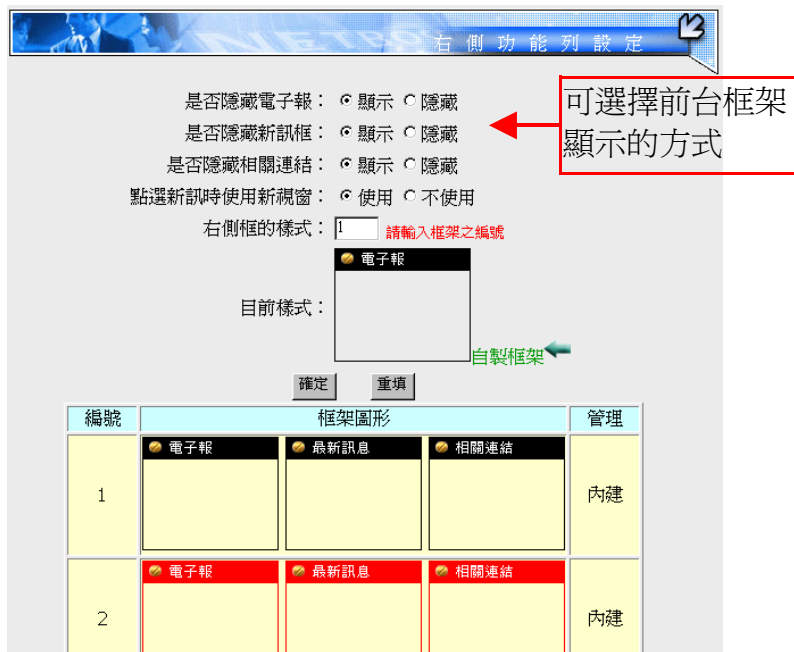 NETBO
右側功能列設定
是否隱藏電子報： 顯示 隱藏
是否隱藏新訊框： 顯示 隱藏
是否隱藏相關連結： 顯示 隱藏
點選新訊時使用新視窗： 使用 不使用
右側框的樣式： 1 請輸入框架之編號
可選擇前台框架
顯示的方式
電子報
目前樣式：
自製框架
確定 重填
編號 框架圖形 管理
電子報 最新訊息 相關連結
1 內建
電子報 最新訊息 相關連結
2 內建